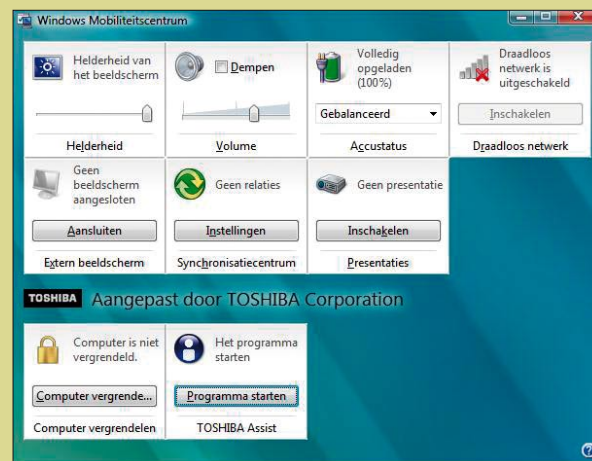 Windows Mobiliteitscentrum
Helderheid van
het beeldscherm
Helderheid
Dempen
Volume
Volledig
opgeladen
(100%)
Gebalanceerd
Accustatus
Draadloos
netwerk is
uitgeschakeld
Inschakelen
Draadloos netwerk
Geen
beeldscherm
aangesloten
Aansluiten
Extern beeldscherm
Geen relaties
Instellingen
Synchronisatiecentrum
Geen presentatie
Inschakelen
Presentaties
TOSHIBA Aangepast door TOSHIBA Corporation
Computer is niet
vergrendeld.
Computer vergrende...
Computer vergrendelen
Het programma
starten
Programma starten
TOSHIBA Assist